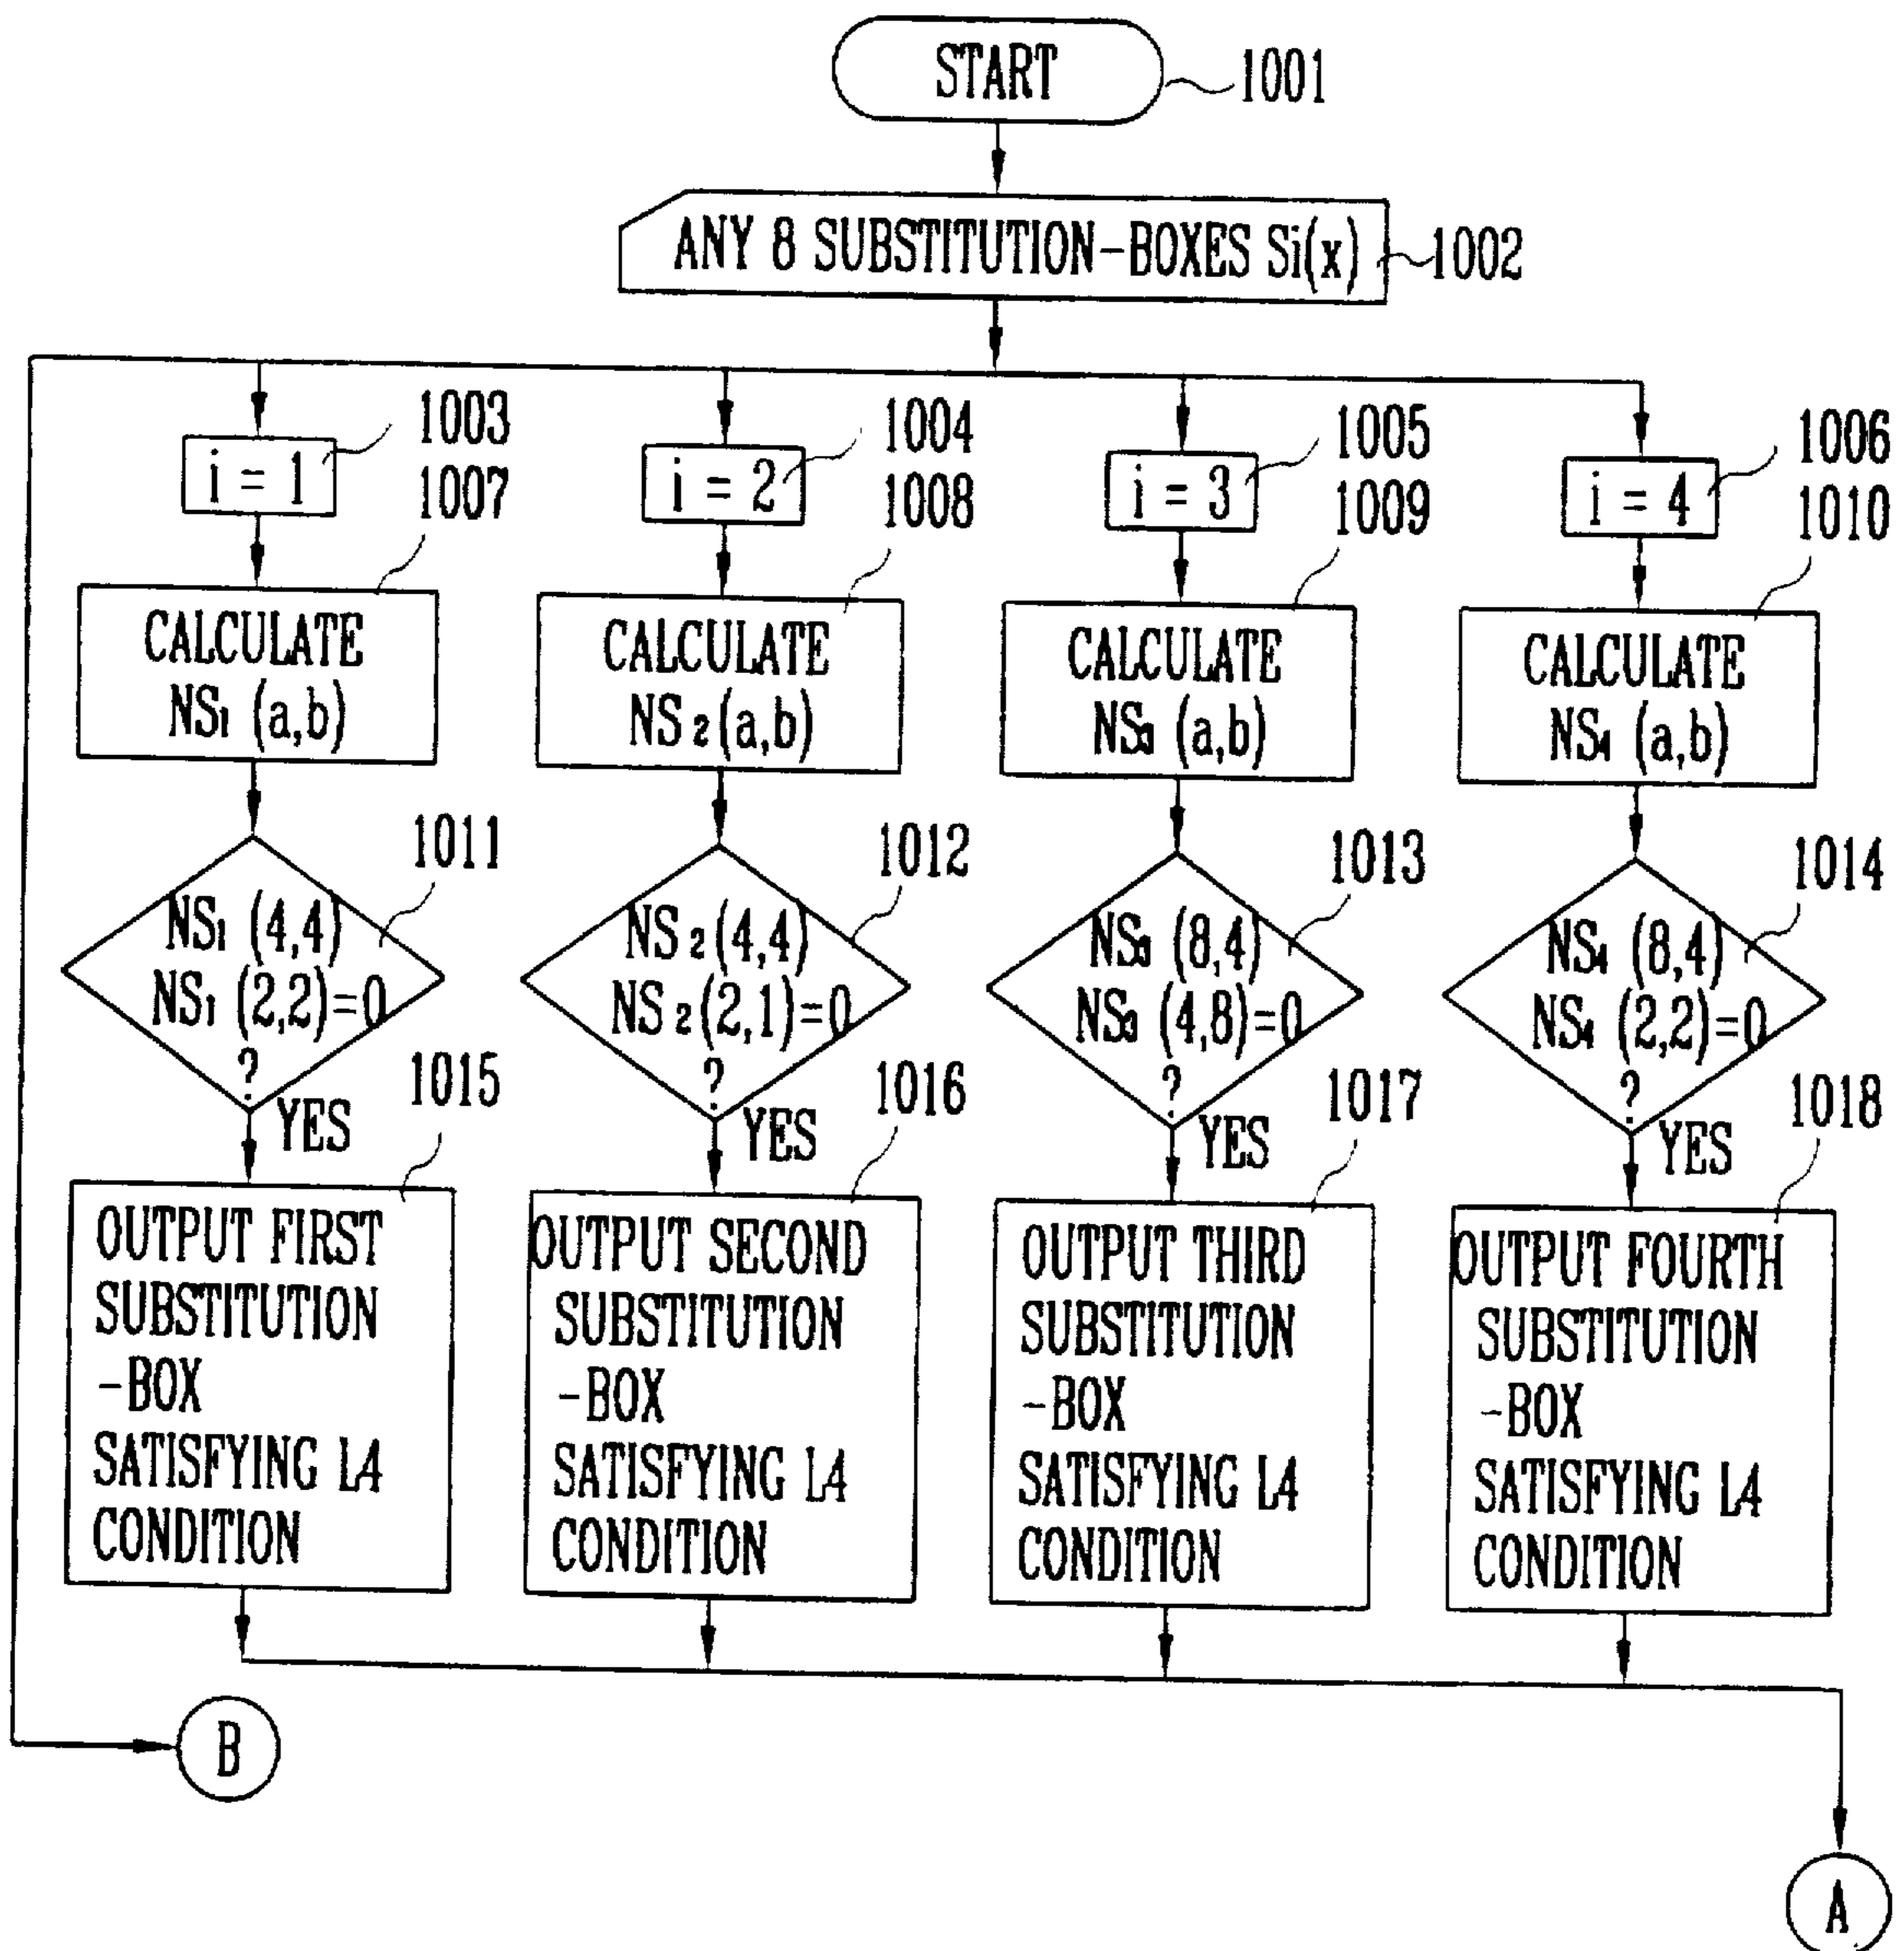 START
1001
ANY 8 SUBSTITUTION-BOXES Si(x)
1002
1003
i = 1
1007
CALCULATE
NS1 (a,b)
1011
NS1 (4,4)
NS1 (2,2)=0
?
YES
1015
OUTPUT FIRST
SUBSTITUTION
-BOX
SATISFYING L4
CONDITION
1004
i = 2
1008
CALCULATE
NS2(a,b)
1012
NS2(4,4)
NS2(2,1)=0
?
YES
1016
OUTPUT SECOND
SUBSTITUTION
-BOX
SATISFYING L4
CONDITION
1005
i = 3
1009
CALCULATE
NS3 (a,b)
1013
NS3 (8,4)
NS3 (4,8)=0
?
YES
1017
OUTPUT THIRD
SUBSTITUTION
-BOX
SATISFYING L4
CONDITION
1006
i = 4
1010
CALCULATE
NS4 (a,b)
1014
NS4 (8,4)
NS4 (2,2)=0
?
YES
1018
OUTPUT FOURTH
SUBSTITUTION
-BOX
SATISFYING L4
CONDITION
B
A